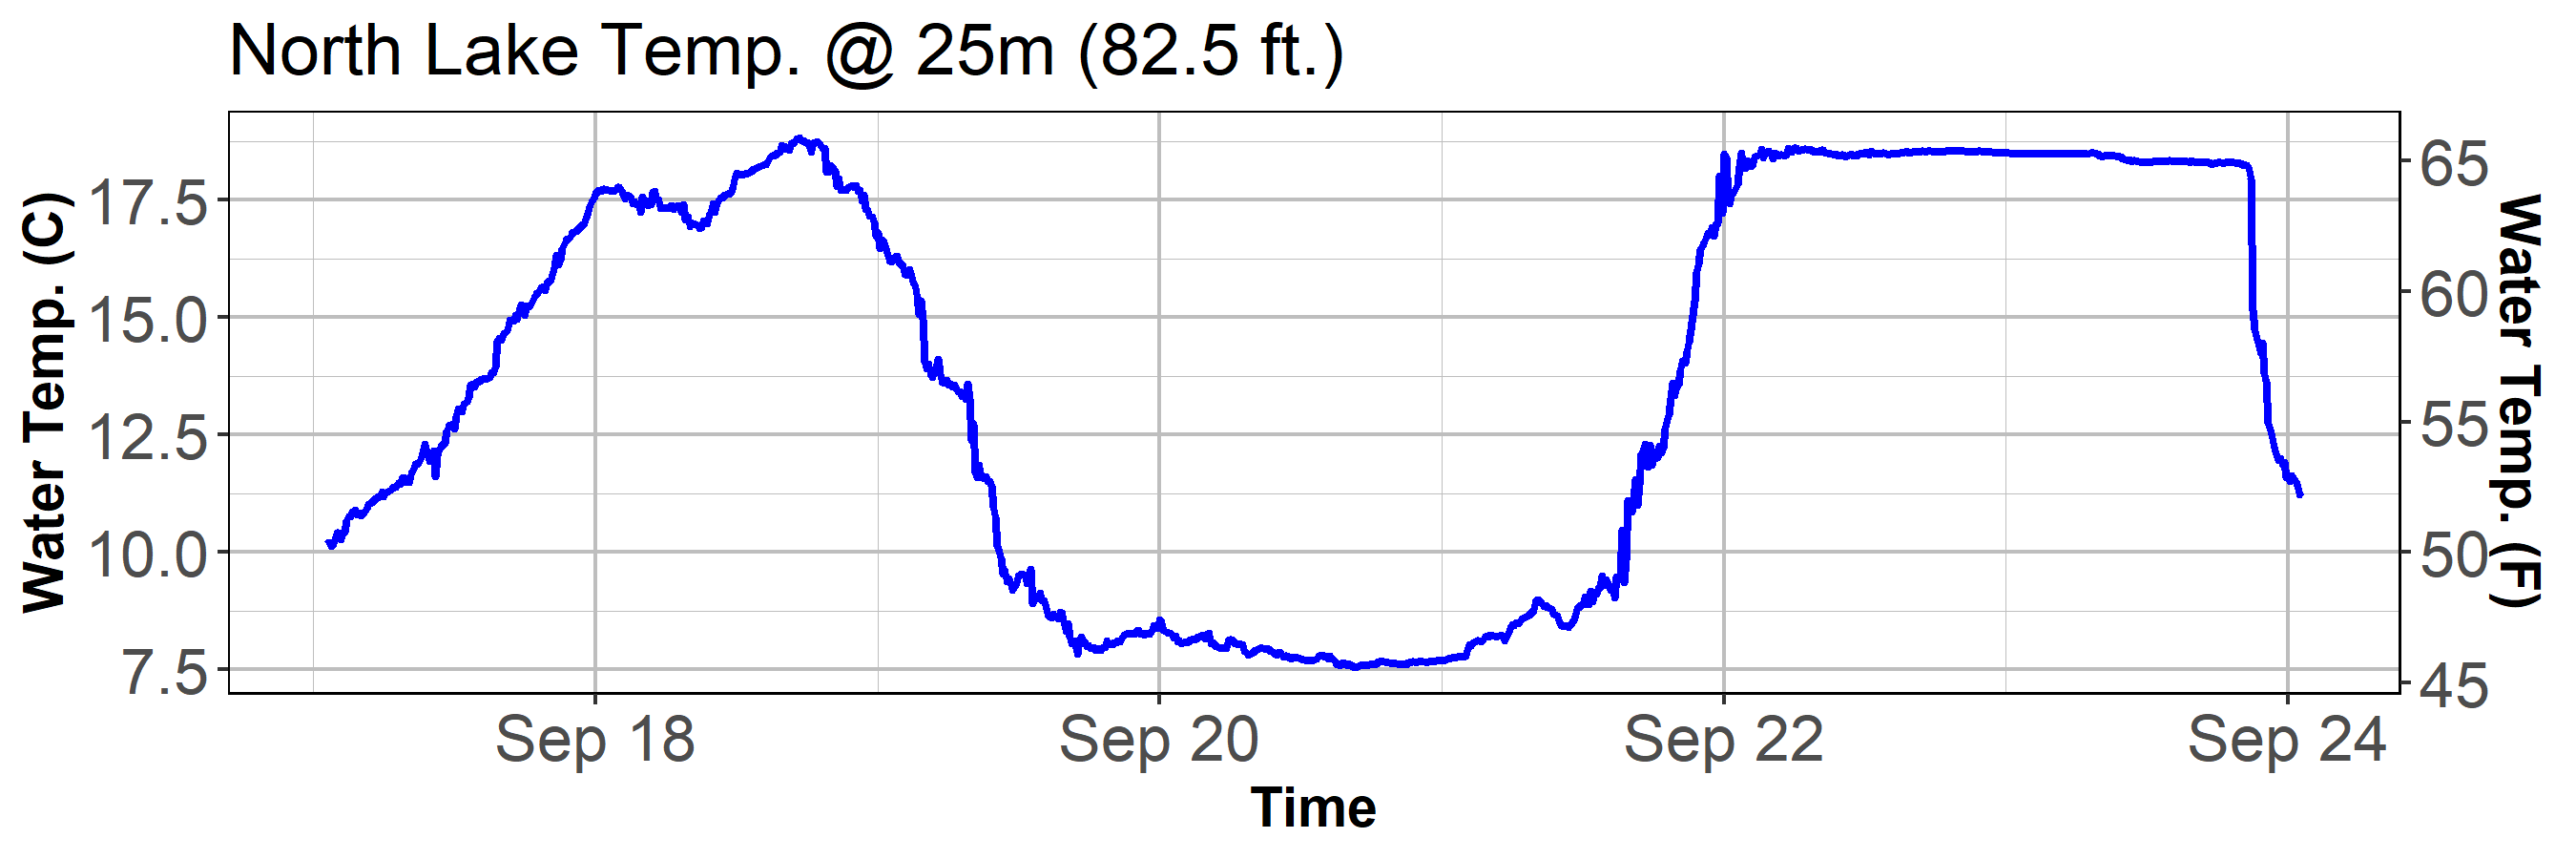 North Lake Temp. @ 25m (82.5 ft.)
Water Temp. (C)
17.5
15.0
12.5
10.0
7.5
65
60
55
50
45
Water Temp. (F)
Sep 18 Sep 20 Sep 22 Sep 24
Time